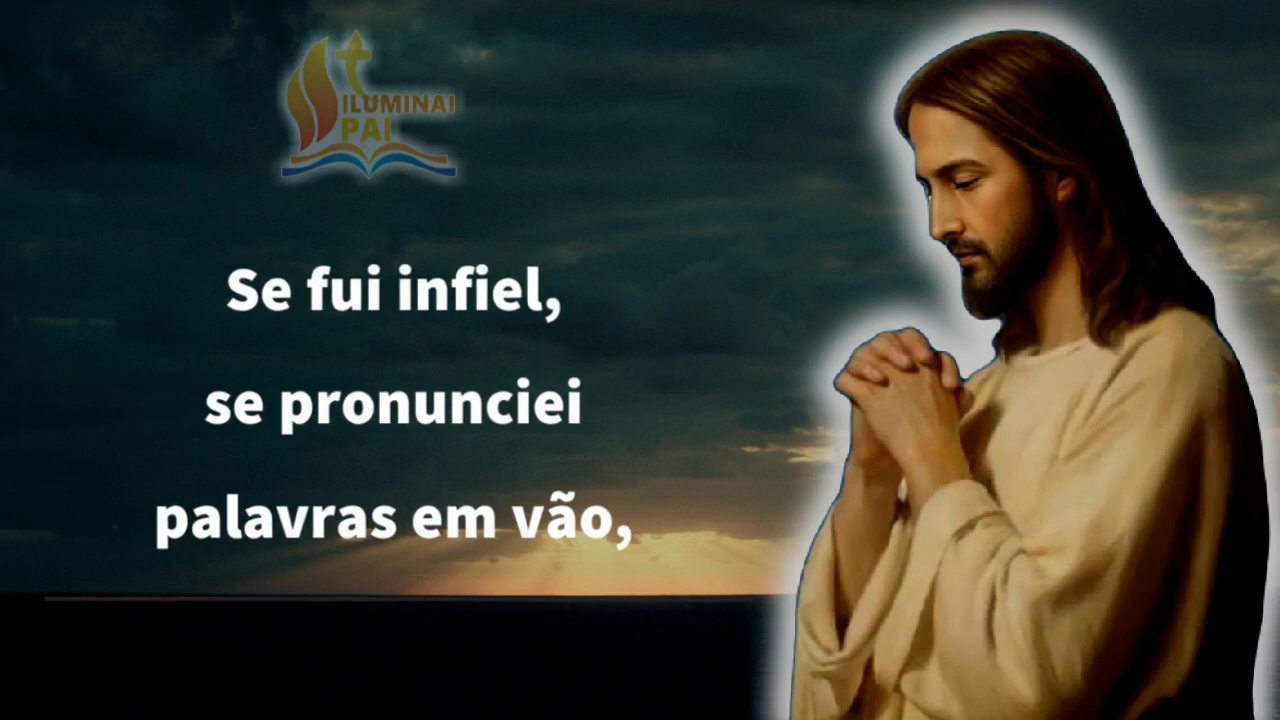 ILUMINAI
PAI
Se fui infiel,
se pronunciei
palavras em vão,